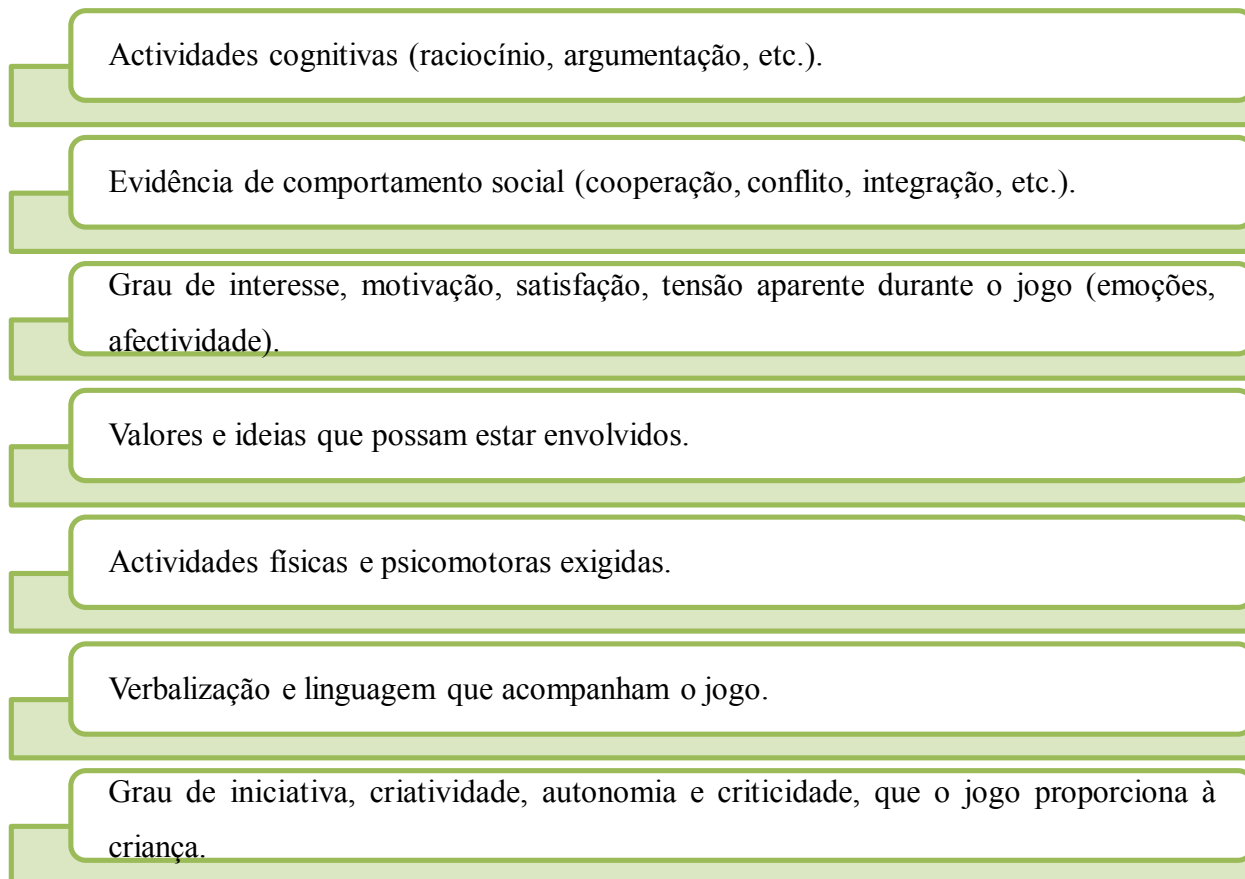 Actividades cognitivas (raciocínio, argumentação, etc.).
Evidência de comportamento social (cooperação, conflito, integração, etc.).
Grau de interesse, motivação, satisfação, tensão aparente durante o jogo (emoções,
afectividade).
Valores e ideias que possam estar envolvidos.
Actividades físicas e psicomotoras exigidas.
Verbalização e linguagem que acompanham o jogo.
Grau de iniciativa, criatividade, autonomia e criticidade, que o jogo proporciona à
criança.